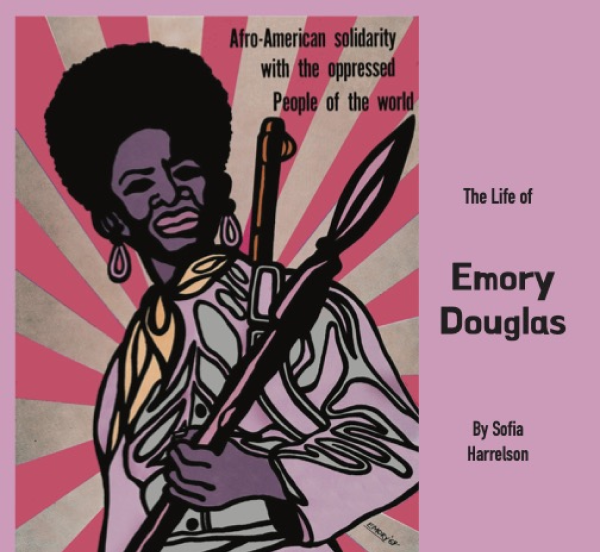 Afro-American solidarity
with the oppressed
People of the world
The Life of
Emory
Douglas
By Sofia
Harrelson